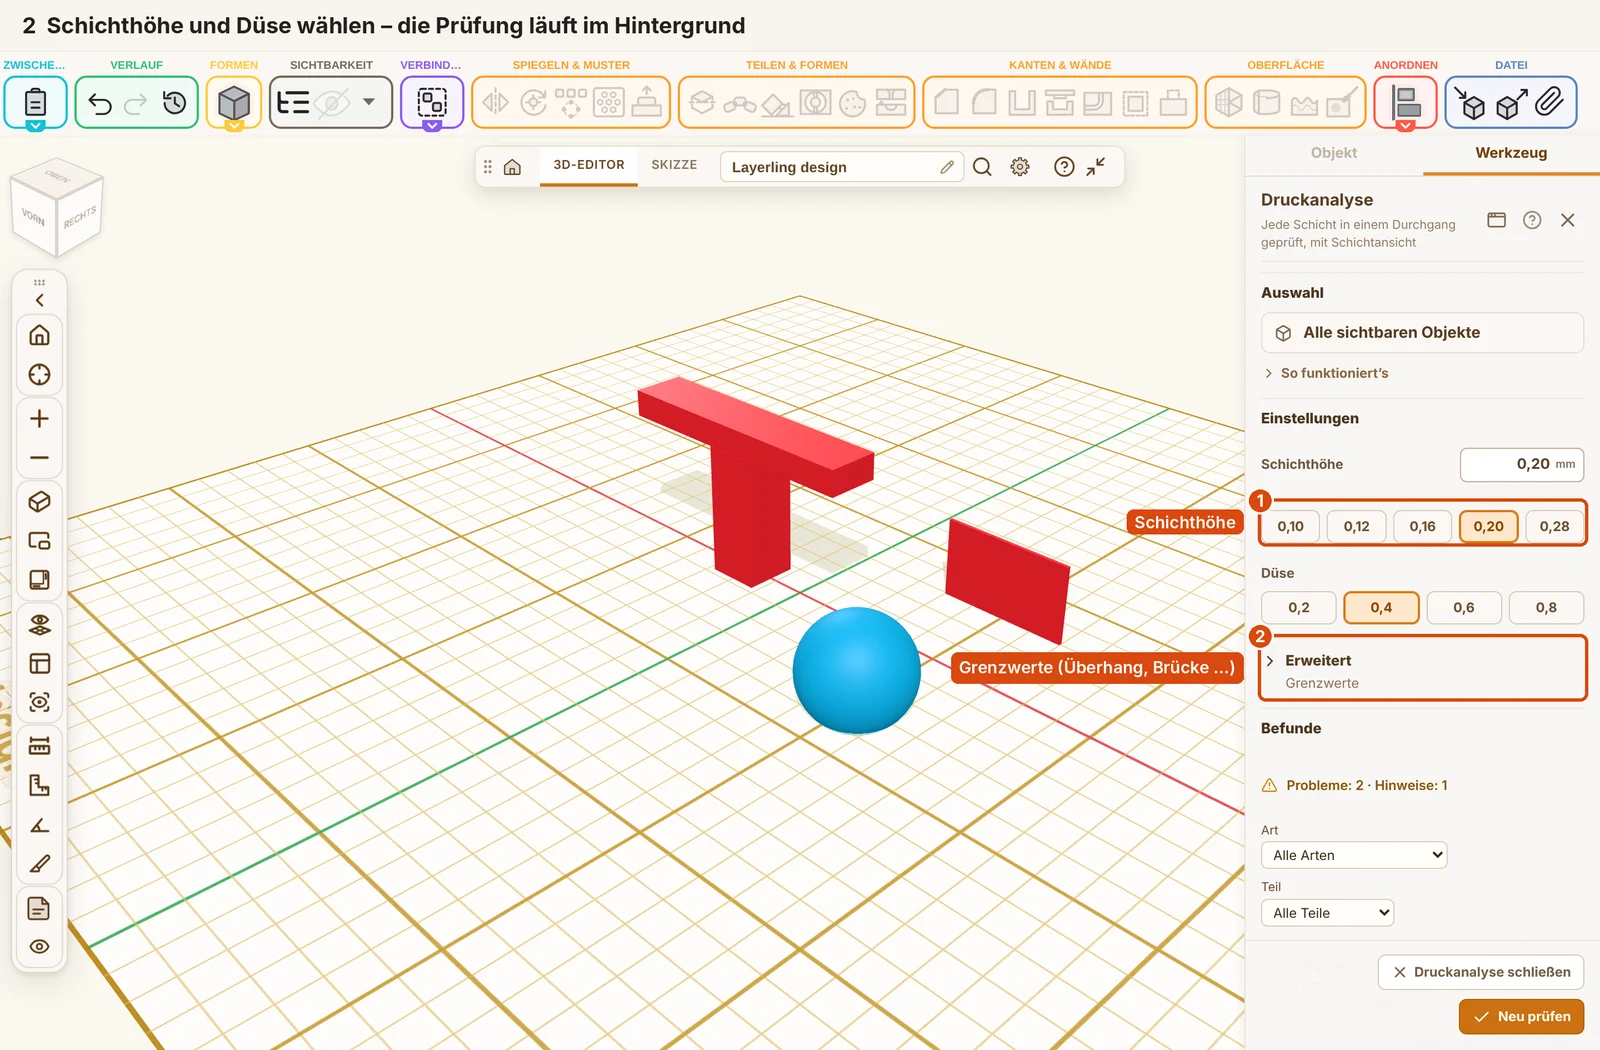 2 Schichthöhe und Düse wählen – die Prüfung läuft im Hintergrund
ZWISCHE...
VERLAUF
FORMEN
SICHTBARKEIT
VERBIND...
SPIEGELN & MUSTER
TEILEN & FORMEN
KANTEN & WÄNDE
OBERFLÄCHE
ANORDNEN
DATEI
OBEN
VORN
RECHTS
3D-EDITOR
SKIZZE
Layerling design
Objekt
Werkzeug
Druckanalyse
Jede Schicht in einem Durchgang
geprüft, mit Schichtansicht
Auswahl
Alle sichtbaren Objekte
So funktioniert's
Einstellungen
Schichthöhe
0,20 mm
1
Schichthöhe
0,10
0,12
0,16
0,20
0,28
Düse
0,2
0,4
0,6
0,8
2
Grenzwerte (Überhang, Brücke ...)
Erweitert
Grenzwerte
Befunde
Probleme: 2 · Hinweise: 1
Art
Alle Arten
Teil
Alle Teile
Druckanalyse schließen
Neu prüfen